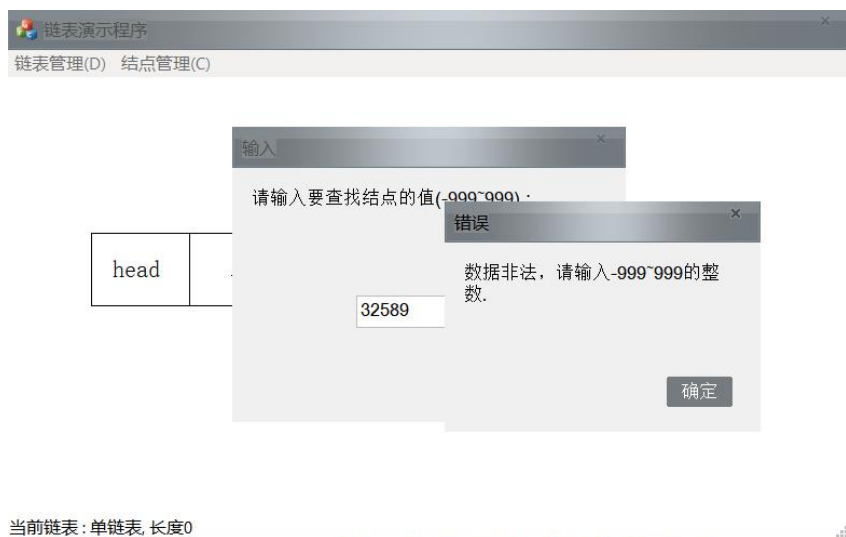 链表演示程序
链表管理(D) 结点管理(C)
输入
请输入要查找结点的值(-999~999)：
错误
head
数据非法，请输入-999~999的整
数.
32589
确定
当前链表:单链表,长度0